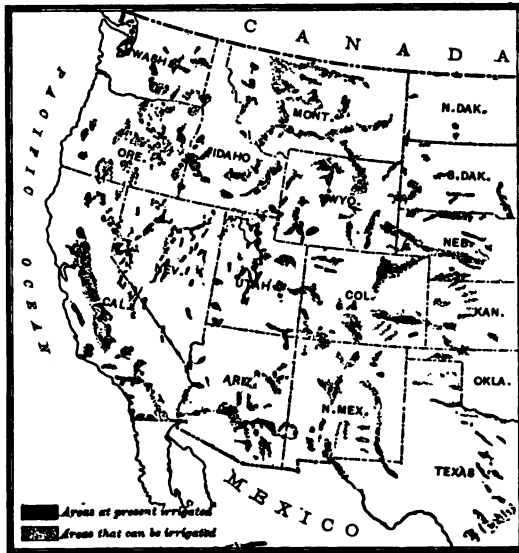 CANADA
WASH.
MONT.
N.DAK.
PACIFIC OCEAN
ORE.
IDAHO
S.DAK.
WYO.
NEB.
NEV.
UTAH
COL.
CAL.
KAN.
ARIZ.
N.MEX.
OKLA.
TEXAS
MEXICO
Areas at present irrigated
Areas that can be irrigated